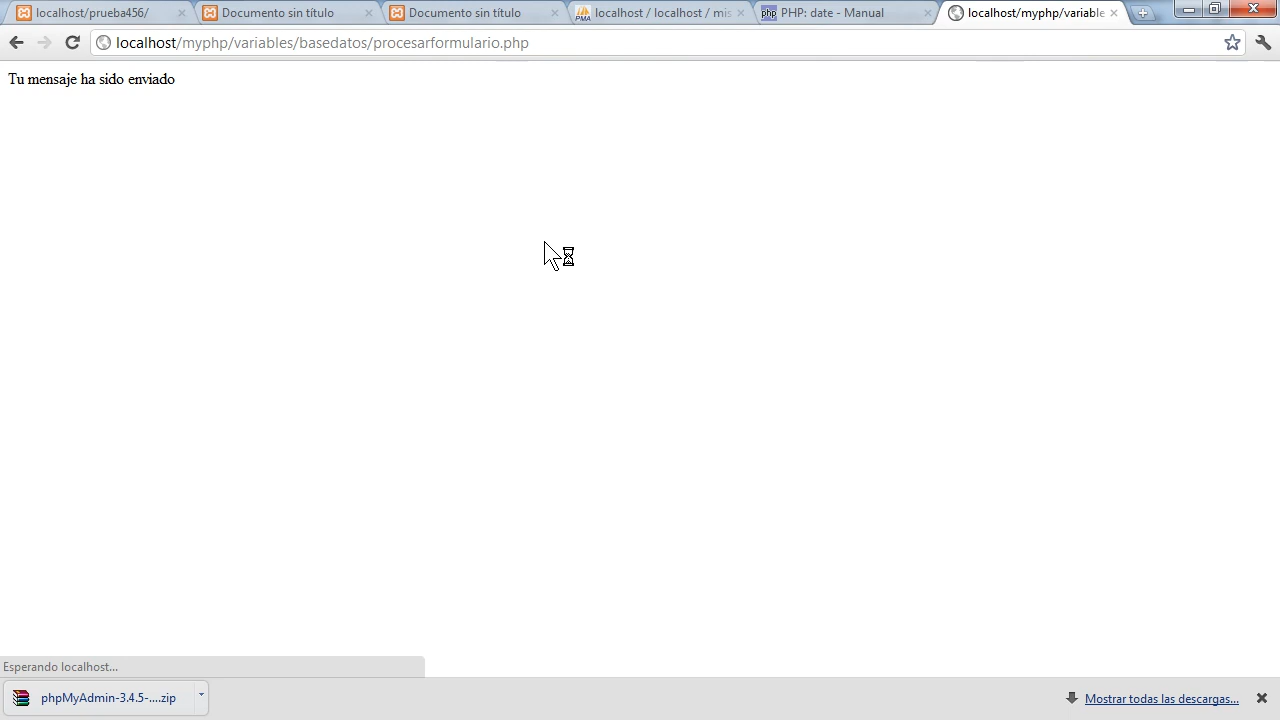 localhost/prueba456/
Documento sin título
Documento sin título
PMA
localhost / localhost / mis
php
PHP: date - Manual
localhost/myphp/variable
localhost/myphp/variables/basedatos/procesarformulario.php
Tu mensaje ha sido enviado
Esperando localhost...
phpMyAdmin-3.4.5-....zip
Mostrar todas las descargas...